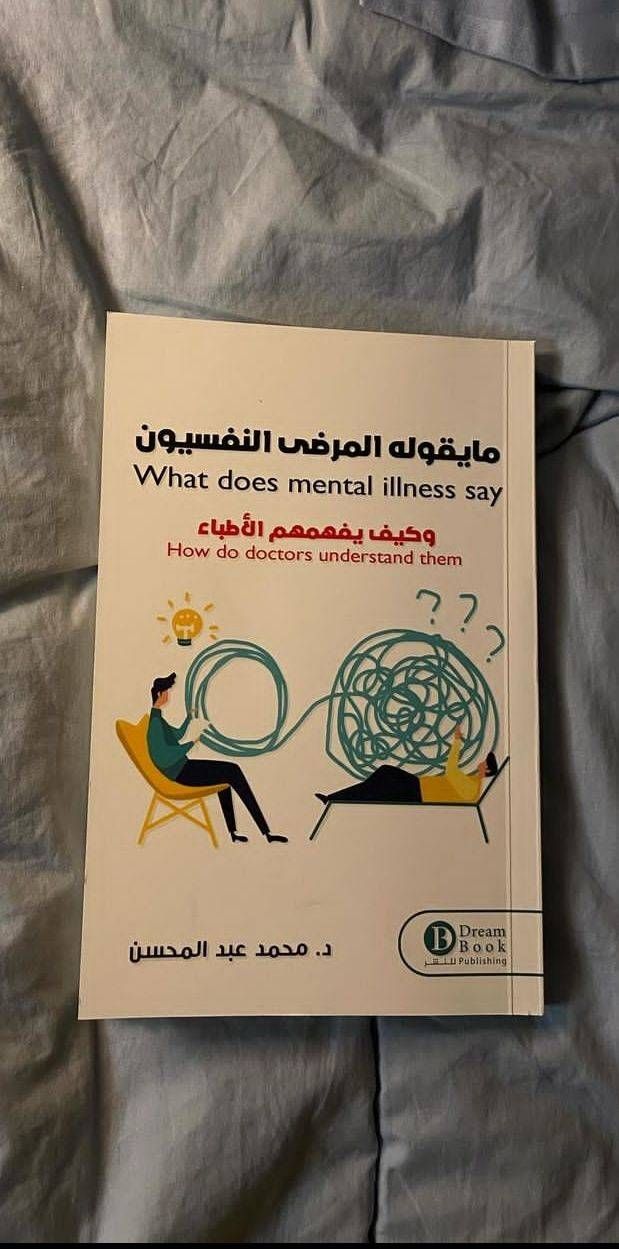 مايقوله المرضى النفسيون
What does mental illness say
وكيف يفهمهم الأطباء
How do doctors understand them
? ? ?
د. محمد عبد المحسن
B
Dream
Book
للنشر Publishing